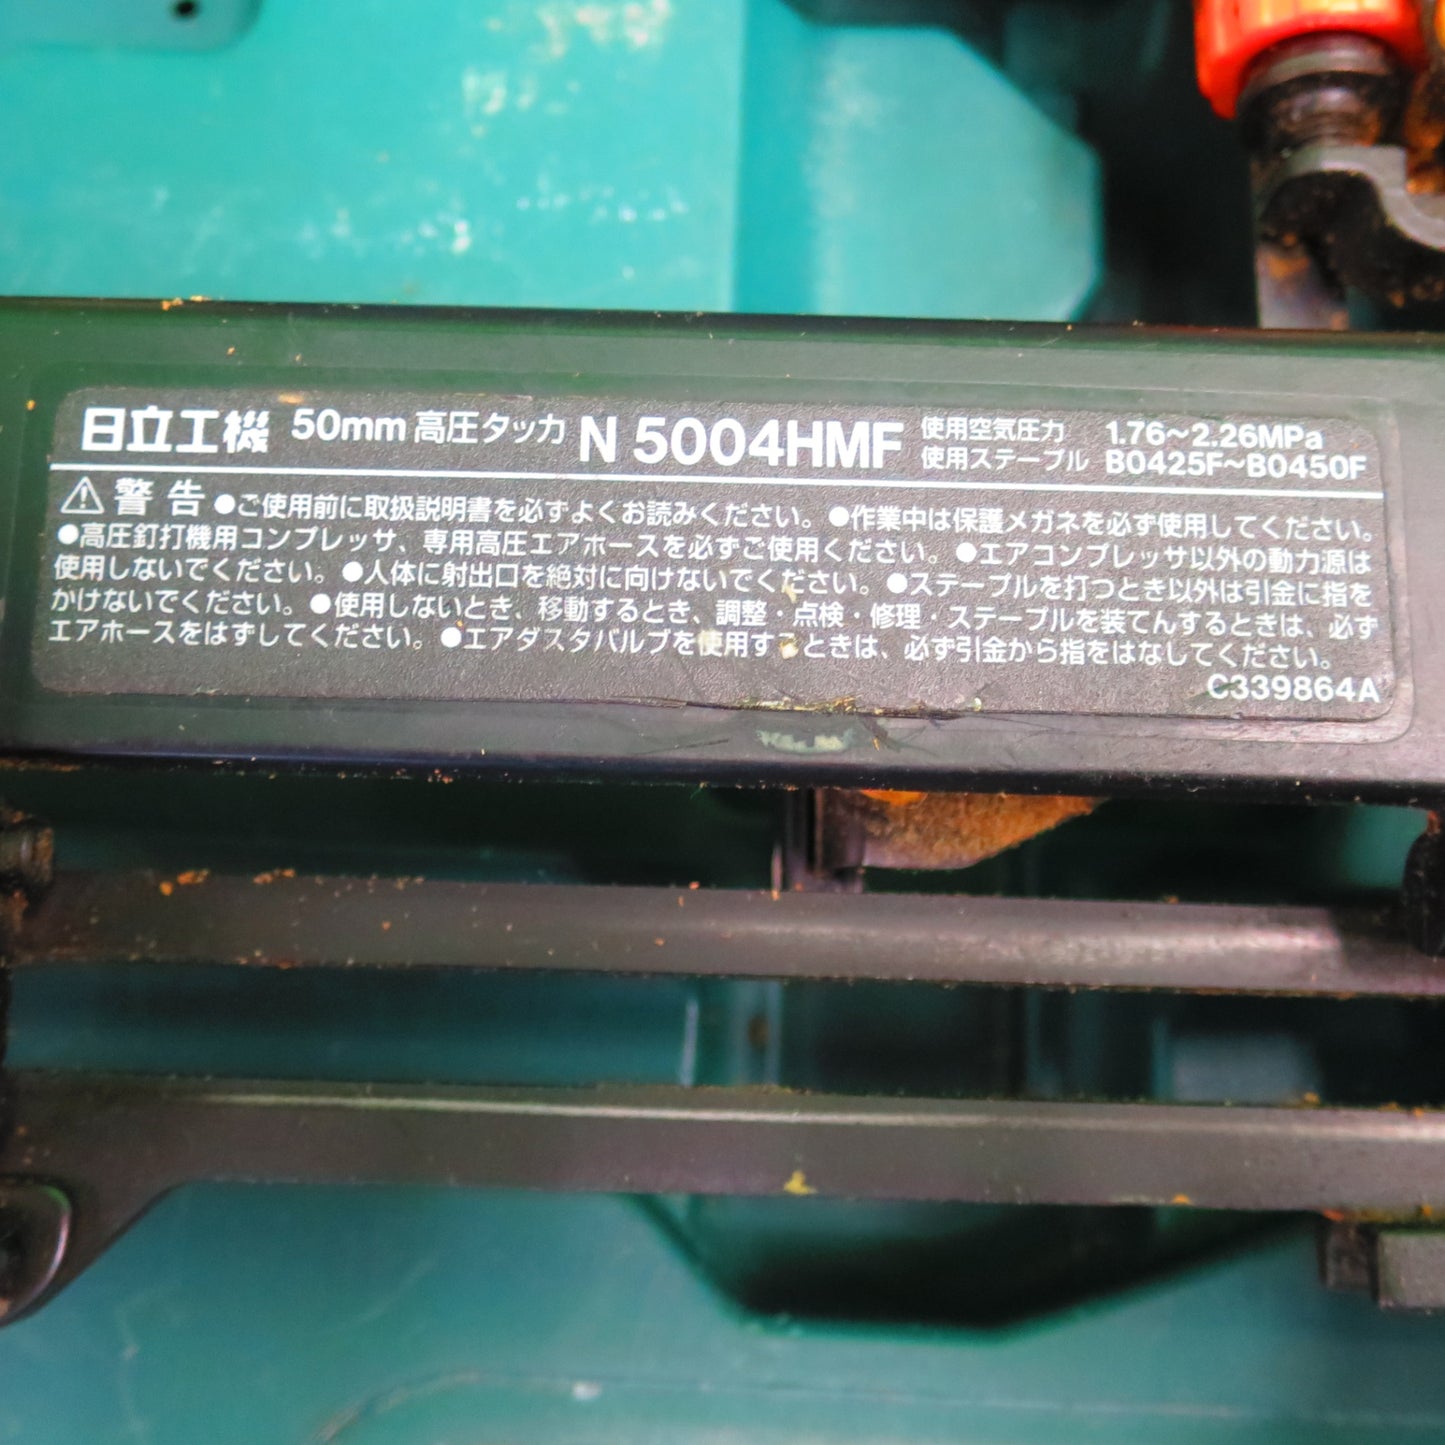 日立工機 50mm 高圧タッカ N 5004HMF 使用空気圧力 1.76〜2.26MPa
使用ステープル B0425F〜B0450F
⚠ 警告 ●ご使用前に取扱説明書を必ずよくお読みください。●作業中は保護メガネを必ず使用してください。
●高圧釘打機用コンプレッサ、専用高圧エアホースを必ずご使用ください。●エアコンプレッサ以外の動力源は
使用しないでください。●人体に射出口を絶対に向けないでください。●ステープルを打つとき以外は引金に指を
かけないでください。●使用しないとき、移動するとき、調整・点検・修理・ステープルを装てんするときは、必ず
エアホースをはずしてください。●エアダスタバルブを使用するときは、必ず引金から指をはなしてください。
C339864A